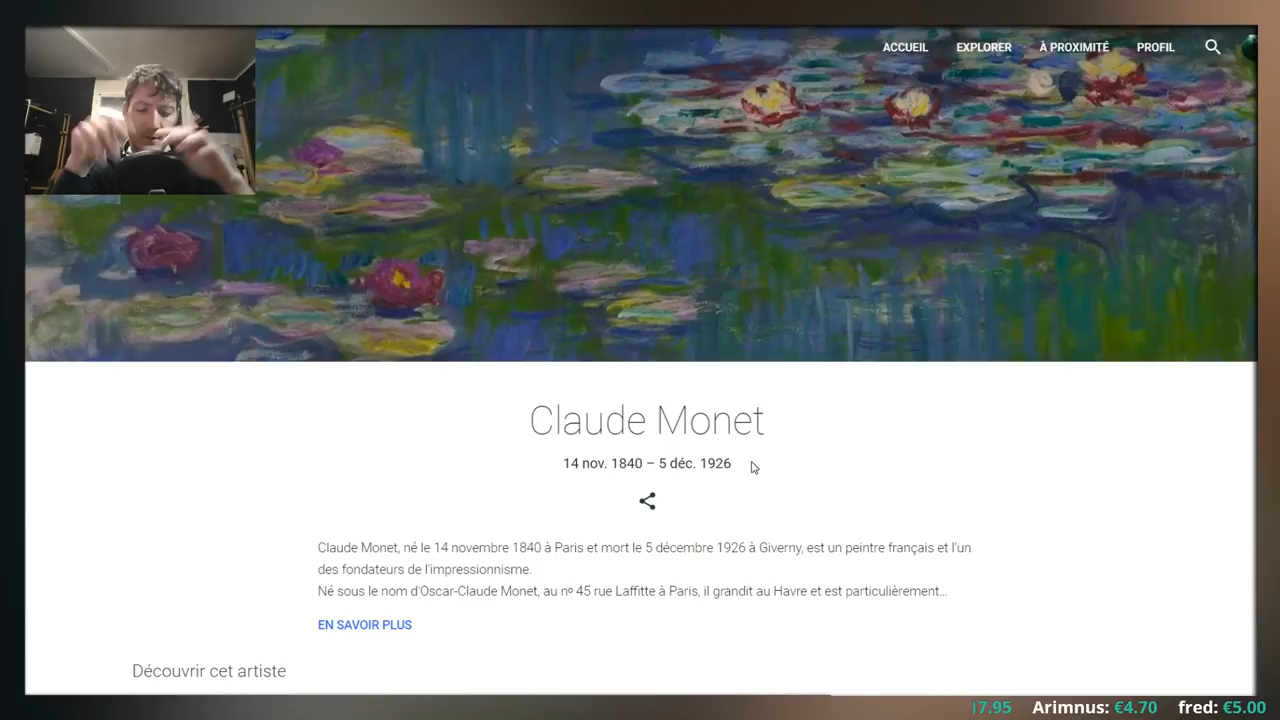 ACCUEIL EXPLORER À PROXIMITÉ PROFIL
Claude Monet
14 nov. 1840 – 5 déc. 1926
Claude Monet, né le 14 novembre 1840 à Paris et mort le 5 décembre 1926 à Giverny, est un peintre français et l'un
des fondateurs de l'impressionnisme.
Né sous le nom d'Oscar-Claude Monet, au nº 45 rue Laffitte à Paris, il grandit au Havre et est particulièrement…
EN SAVOIR PLUS
Découvrir cet artiste
7.95 Arimnus: €4.70 fred: €5.00